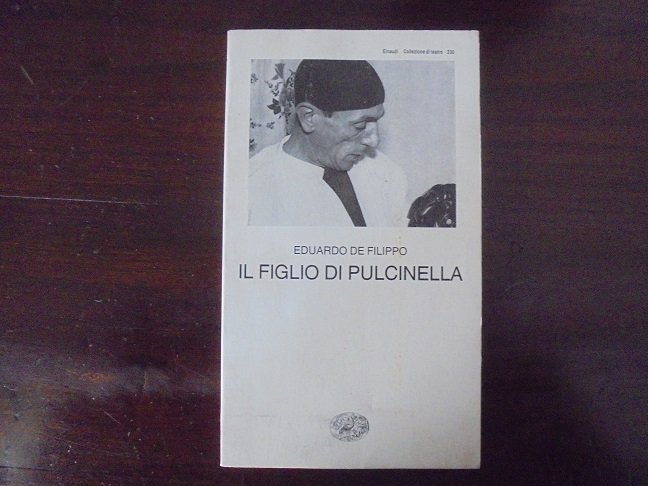 Einaudi Collezione di teatro 230
EDUARDO DE FILIPPO
IL FIGLIO DI PULCINELLA